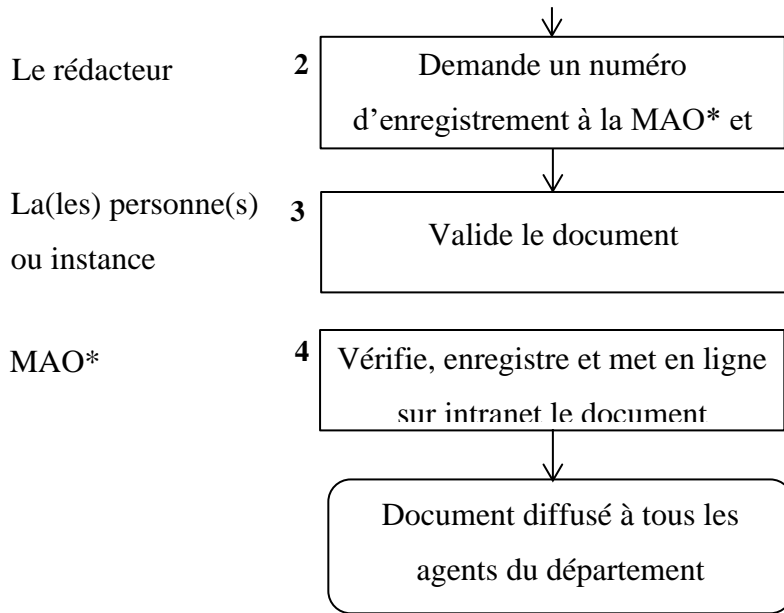 Le rédacteur
2
Demande un numéro
d’enregistrement à la MAO* et
La(les) personne(s)
ou instance
3
Valide le document
MAO*
4
Vérifie, enregistre et met en ligne
sur intranet le document
Document diffusé à tous les
agents du département